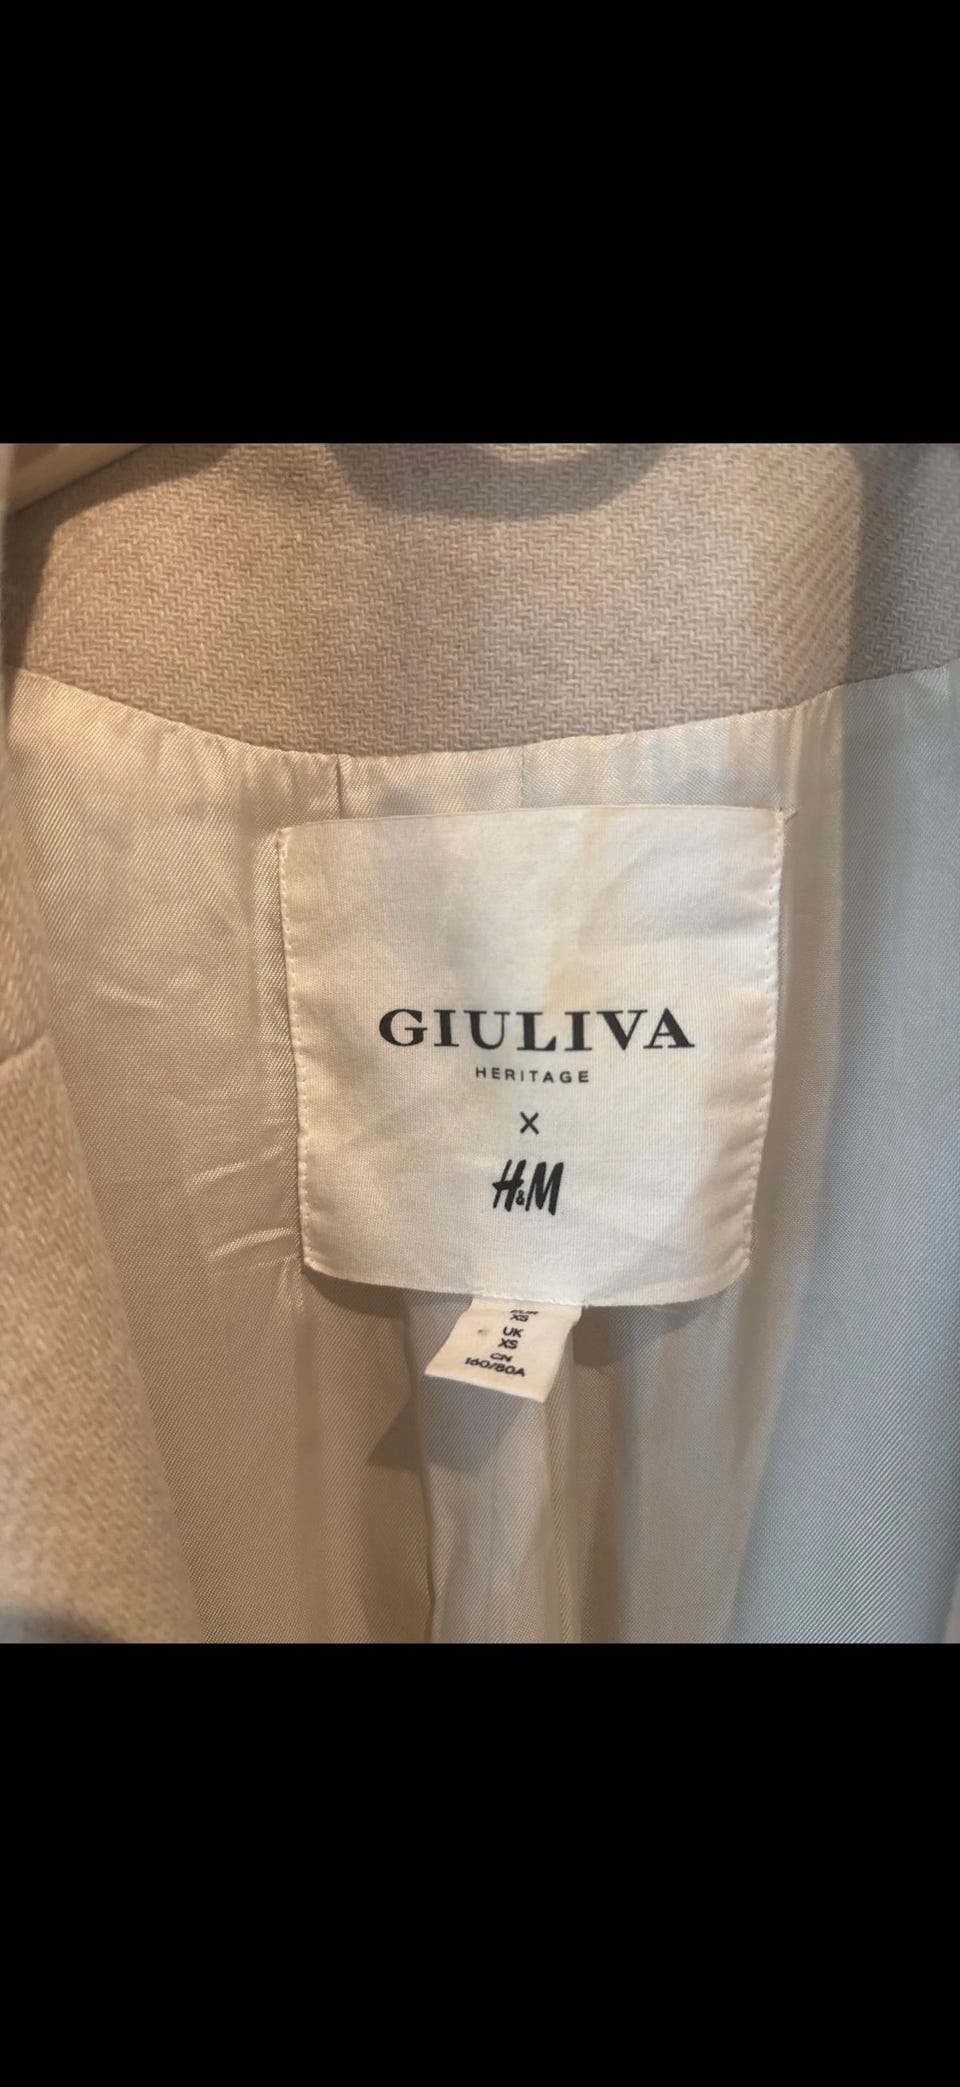 GIULIVA
HERITAGE
X
H&M
XS
UK
XS
CN
160/80A